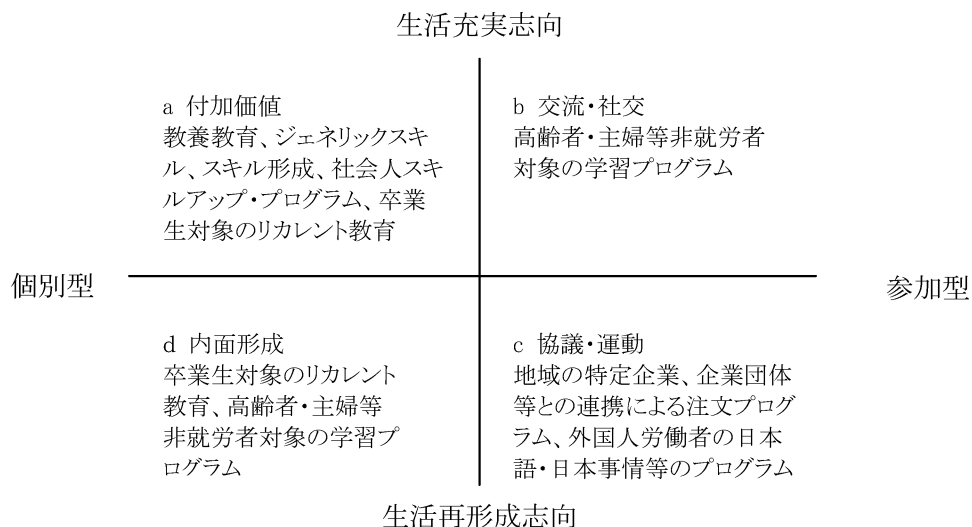 生活充実志向
a 付加価値
教養教育、ジェネリックスキ
ル、スキル形成、社会人スキ
ルアップ・プログラム、卒業
生対象のリカレント教育
b 交流・社交
高齢者・主婦等非就労者
対象の学習プログラム
個別型
参加型
d 内面形成
卒業生対象のリカレント
教育、高齢者・主婦等
非就労者対象の学習プ
ログラム
c 協議・運動
地域の特定企業、企業団体
等との連携による注文プログ
ラム、外国人労働者の日本
語・日本事情等のプログラム
生活再形成志向